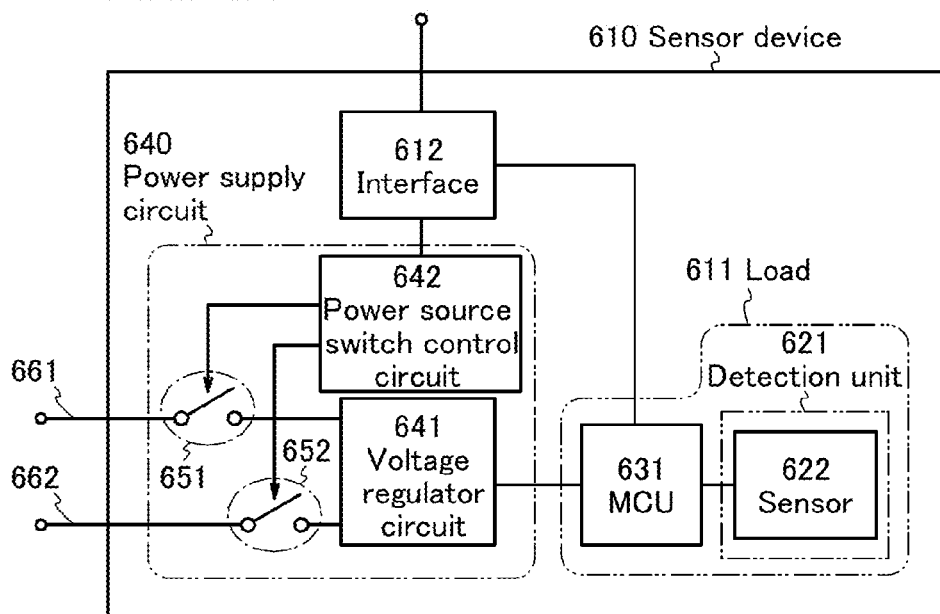 610 Sensor device
640
Power supply
circuit
612
Interface
642
Power source
switch control
circuit
611 Load
621
Detection unit
661
651
641
Voltage
regulator
circuit
631
MCU
622
Sensor
662
652